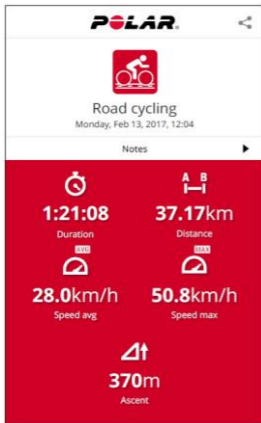 POLAR.
Road cycling
Monday, Feb 13, 2017, 12:04
Notes
A B
1:21:08 37.17km
Duration Distance
AVG MAX
28.0km/h 50.8km/h
Speed avg Speed max
370m
Ascent